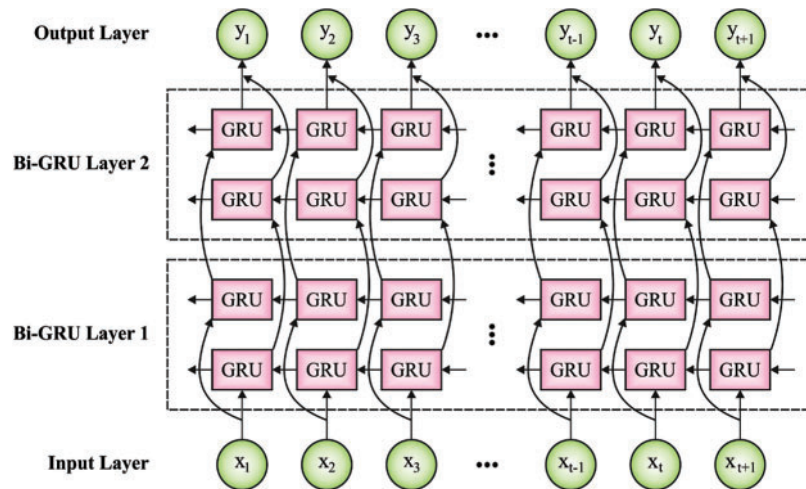 Output Layer y1 y2 y3 ... yt-1 yt yt+1
GRU GRU GRU GRU GRU GRU
Bi-GRU Layer 2
GRU GRU GRU GRU GRU GRU
GRU GRU GRU GRU GRU GRU
Bi-GRU Layer 1
GRU GRU GRU GRU GRU GRU
Input Layer x1 x2 x3 ... xt-1 xt xt+1